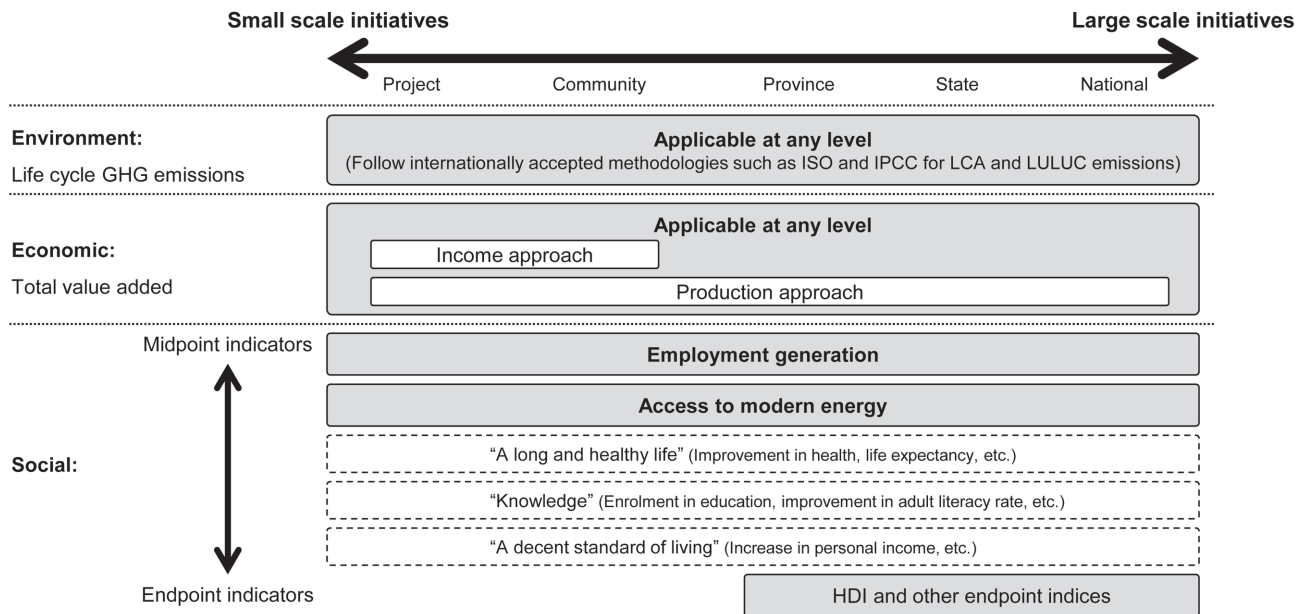 Small scale initiatives
Large scale initiatives
Project
Community
Province
State
National
Environment:
Life cycle GHG emissions
Applicable at any level
(Follow internationally accepted methodologies such as ISO and IPCC for LCA and LULUC emissions)
Economic:
Total value added
Applicable at any level
Income approach
Production approach
Social:
Midpoint indicators
Endpoint indicators
Employment generation
Access to modern energy
“A long and healthy life” (Improvement in health, life expectancy, etc.)
“Knowledge” (Enrolment in education, improvement in adult literacy rate, etc.)
“A decent standard of living” (Increase in personal income, etc.)
HDI and other endpoint indices